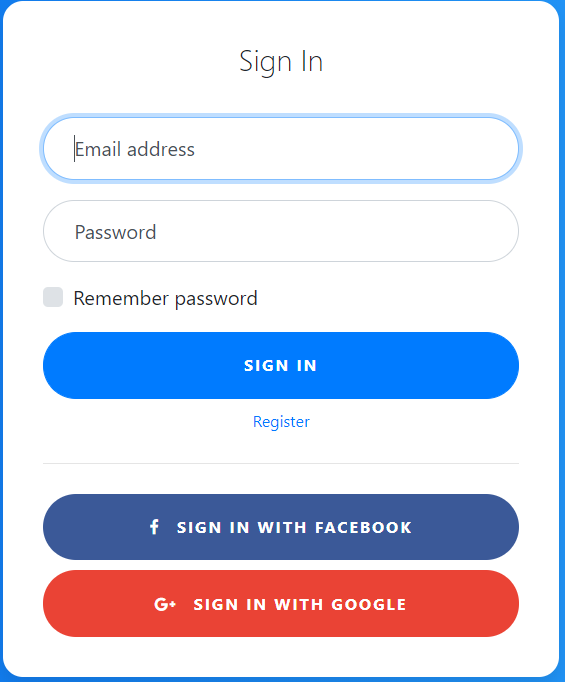 Sign In
Email address
Password
Remember password
SIGN IN
Register
f SIGN IN WITH FACEBOOK
G+ SIGN IN WITH GOOGLE